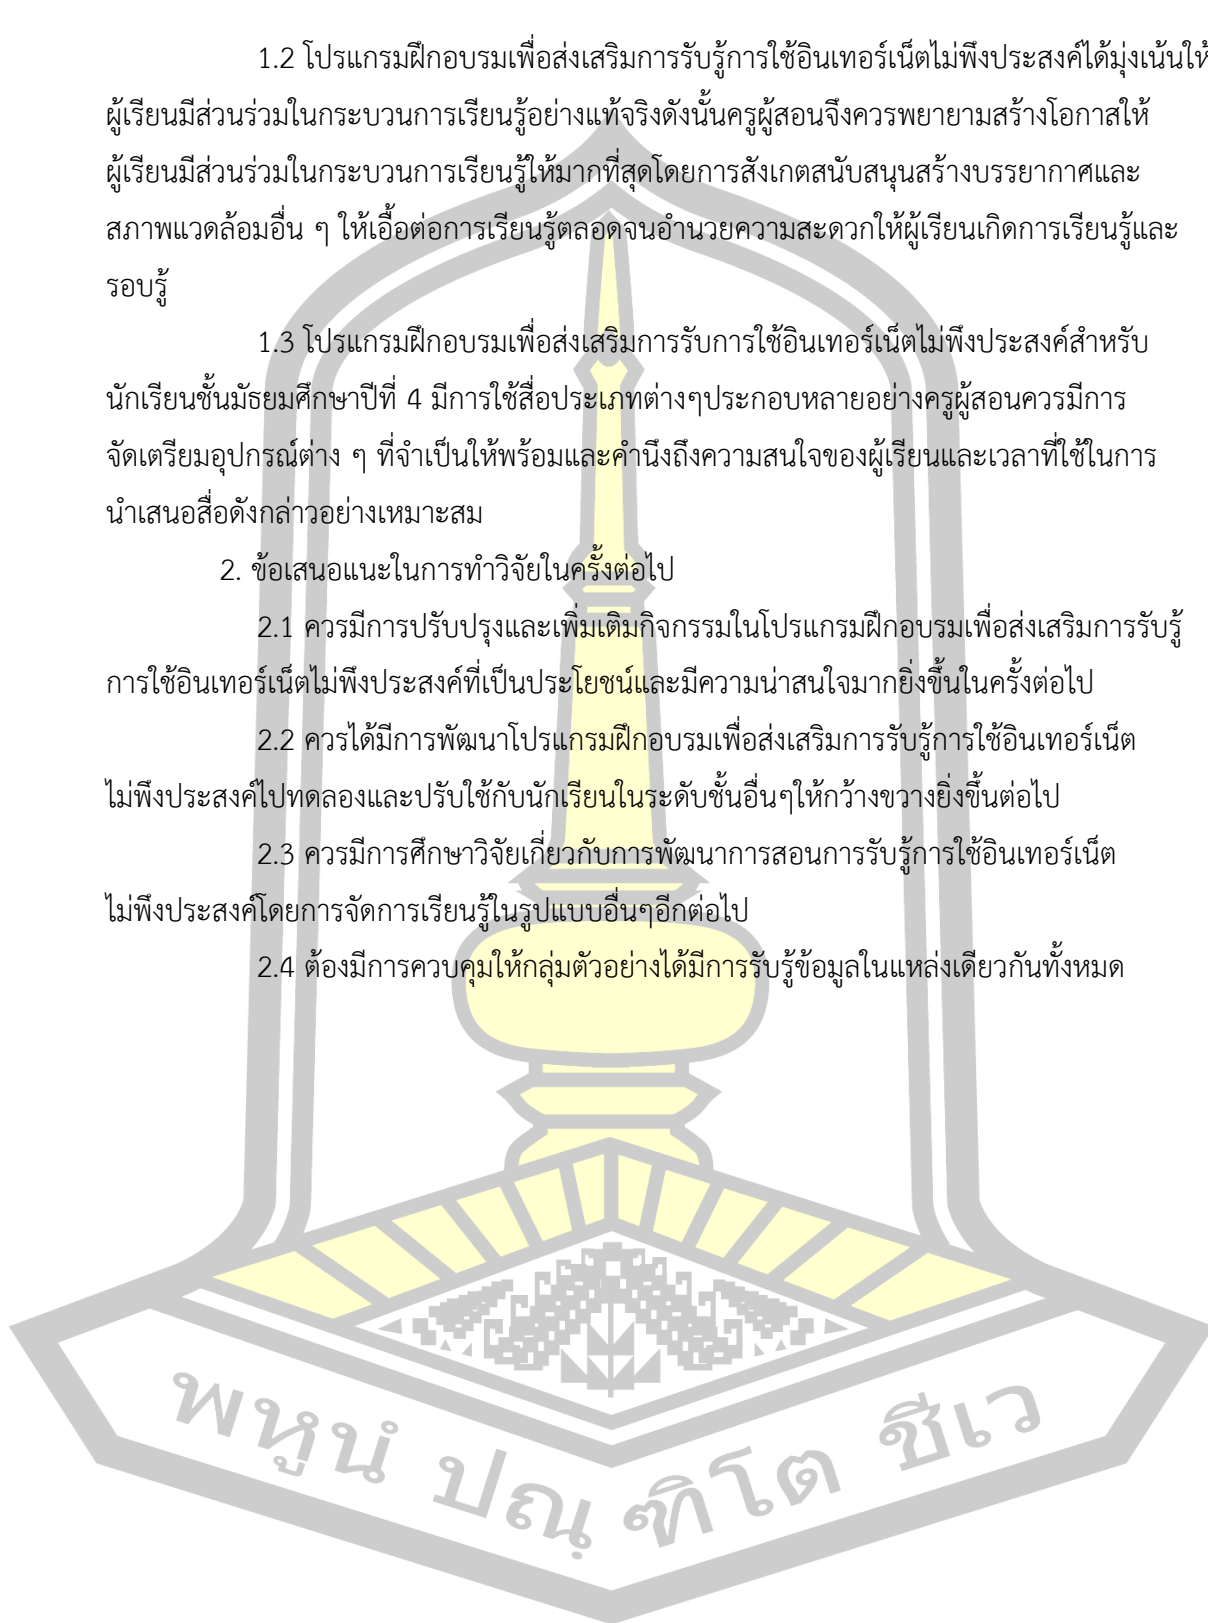 1.2 โปรแกรมฝึกอบรมเพื่อส่งเสริมการรับรู้การใช้อินเทอร์เน็ตไม่พึงประสงค์ได้มุ่งเน้นให้
ผู้เรียนมีส่วนร่วมในกระบวนการเรียนรู้อย่างแท้จริงดังนั้นครูผู้สอนจึงควรพยายามสร้างโอกาสให้
ผู้เรียนมีส่วนร่วมในกระบวนการเรียนรู้ให้มากที่สุดโดยการสังเกตสนับสนุนสร้างบรรยากาศและ
สภาพแวดล้อมอื่น ๆ ให้เอื้อต่อการเรียนรู้ตลอดจนอำนวยความสะดวกให้ผู้เรียนเกิดการเรียนรู้และ
รอบรู้
1.3 โปรแกรมฝึกอบรมเพื่อส่งเสริมการรับการใช้อินเทอร์เน็ตไม่พึงประสงค์สำหรับ
นักเรียนชั้นมัธยมศึกษาปีที่ 4 มีการใช้สื่อประเภทต่างๆประกอบหลายอย่างครูผู้สอนควรมีการ
จัดเตรียมอุปกรณ์ต่าง ๆ ที่จำเป็นให้พร้อมและคำนึงถึงความสนใจของผู้เรียนและเวลาที่ใช้ในการ
นำเสนอสื่อดังกล่าวอย่างเหมาะสม
2. ข้อเสนอแนะในการทำวิจัยในครั้งต่อไป
2.1 ควรมีการปรับปรุงและเพิ่มเติมกิจกรรมในโปรแกรมฝึกอบรมเพื่อส่งเสริมการรับรู้
การใช้อินเทอร์เน็ตไม่พึงประสงค์ที่เป็นประโยชน์และมีความน่าสนใจมากยิ่งขึ้นในครั้งต่อไป
2.2 ควรได้มีการพัฒนาโปรแกรมฝึกอบรมเพื่อส่งเสริมการรับรู้การใช้อินเทอร์เน็ต
ไม่พึงประสงค์ไปทดลองและปรับใช้กับนักเรียนในระดับชั้นอื่นๆให้กว้างขวางยิ่งขึ้นต่อไป
2.3 ควรมีการศึกษาวิจัยเกี่ยวกับการพัฒนาการสอนการรับรู้การใช้อินเทอร์เน็ต
ไม่พึงประสงค์โดยการจัดการเรียนรู้ในรูปแบบอื่นๆอีกต่อไป
2.4 ต้องมีการควบคุมให้กลุ่มตัวอย่างได้มีการรับรู้ข้อมูลในแหล่งเดียวกันทั้งหมด
พหูนํ ปณฺฑิโต ชีเว